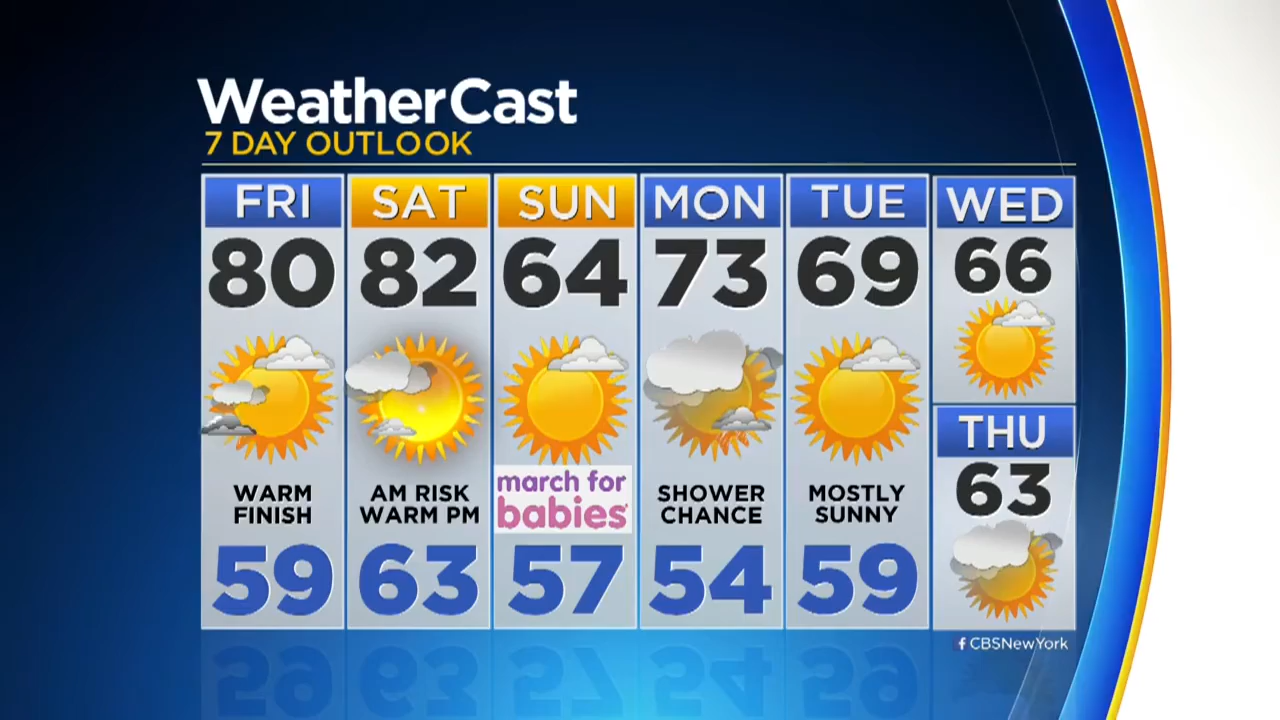 WeatherCast
7 DAY OUTLOOK
FRI
80
WARM
FINISH
59
SAT
82
AM RISK
WARM PM
63
SUN
64
march for
babies
57
MON
73
SHOWER
CHANCE
54
TUE
69
MOSTLY
SUNNY
59
WED
66
THU
63
f CBSNewYork